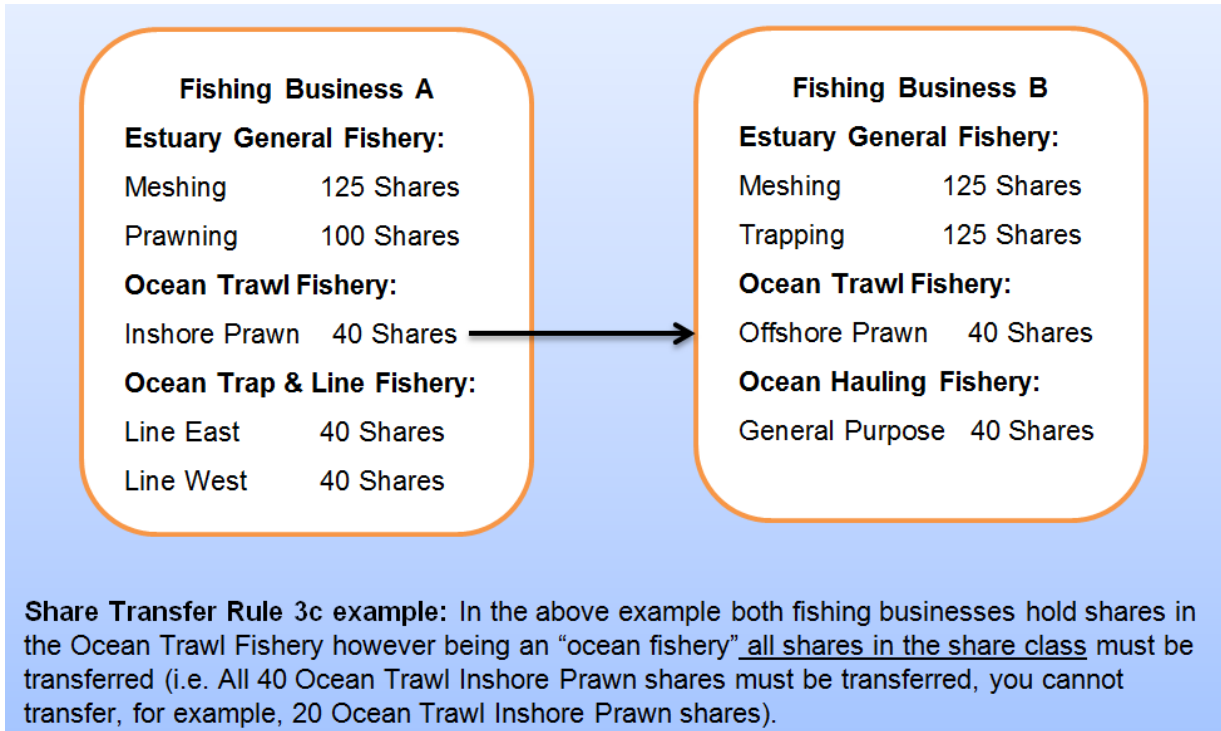 Fishing Business A
Estuary General Fishery:
Meshing 125 Shares
Prawning 100 Shares
Ocean Trawl Fishery:
Inshore Prawn 40 Shares
Ocean Trap & Line Fishery:
Line East 40 Shares
Line West 40 Shares
Fishing Business B
Estuary General Fishery:
Meshing 125 Shares
Trapping 125 Shares
Ocean Trawl Fishery:
Offshore Prawn 40 Shares
Ocean Hauling Fishery:
General Purpose 40 Shares
Share Transfer Rule 3c example: In the above example both fishing businesses hold shares in
the Ocean Trawl Fishery however being an “ocean fishery” all shares in the share class must be
transferred (i.e. All 40 Ocean Trawl Inshore Prawn shares must be transferred, you cannot
transfer, for example, 20 Ocean Trawl Inshore Prawn shares).